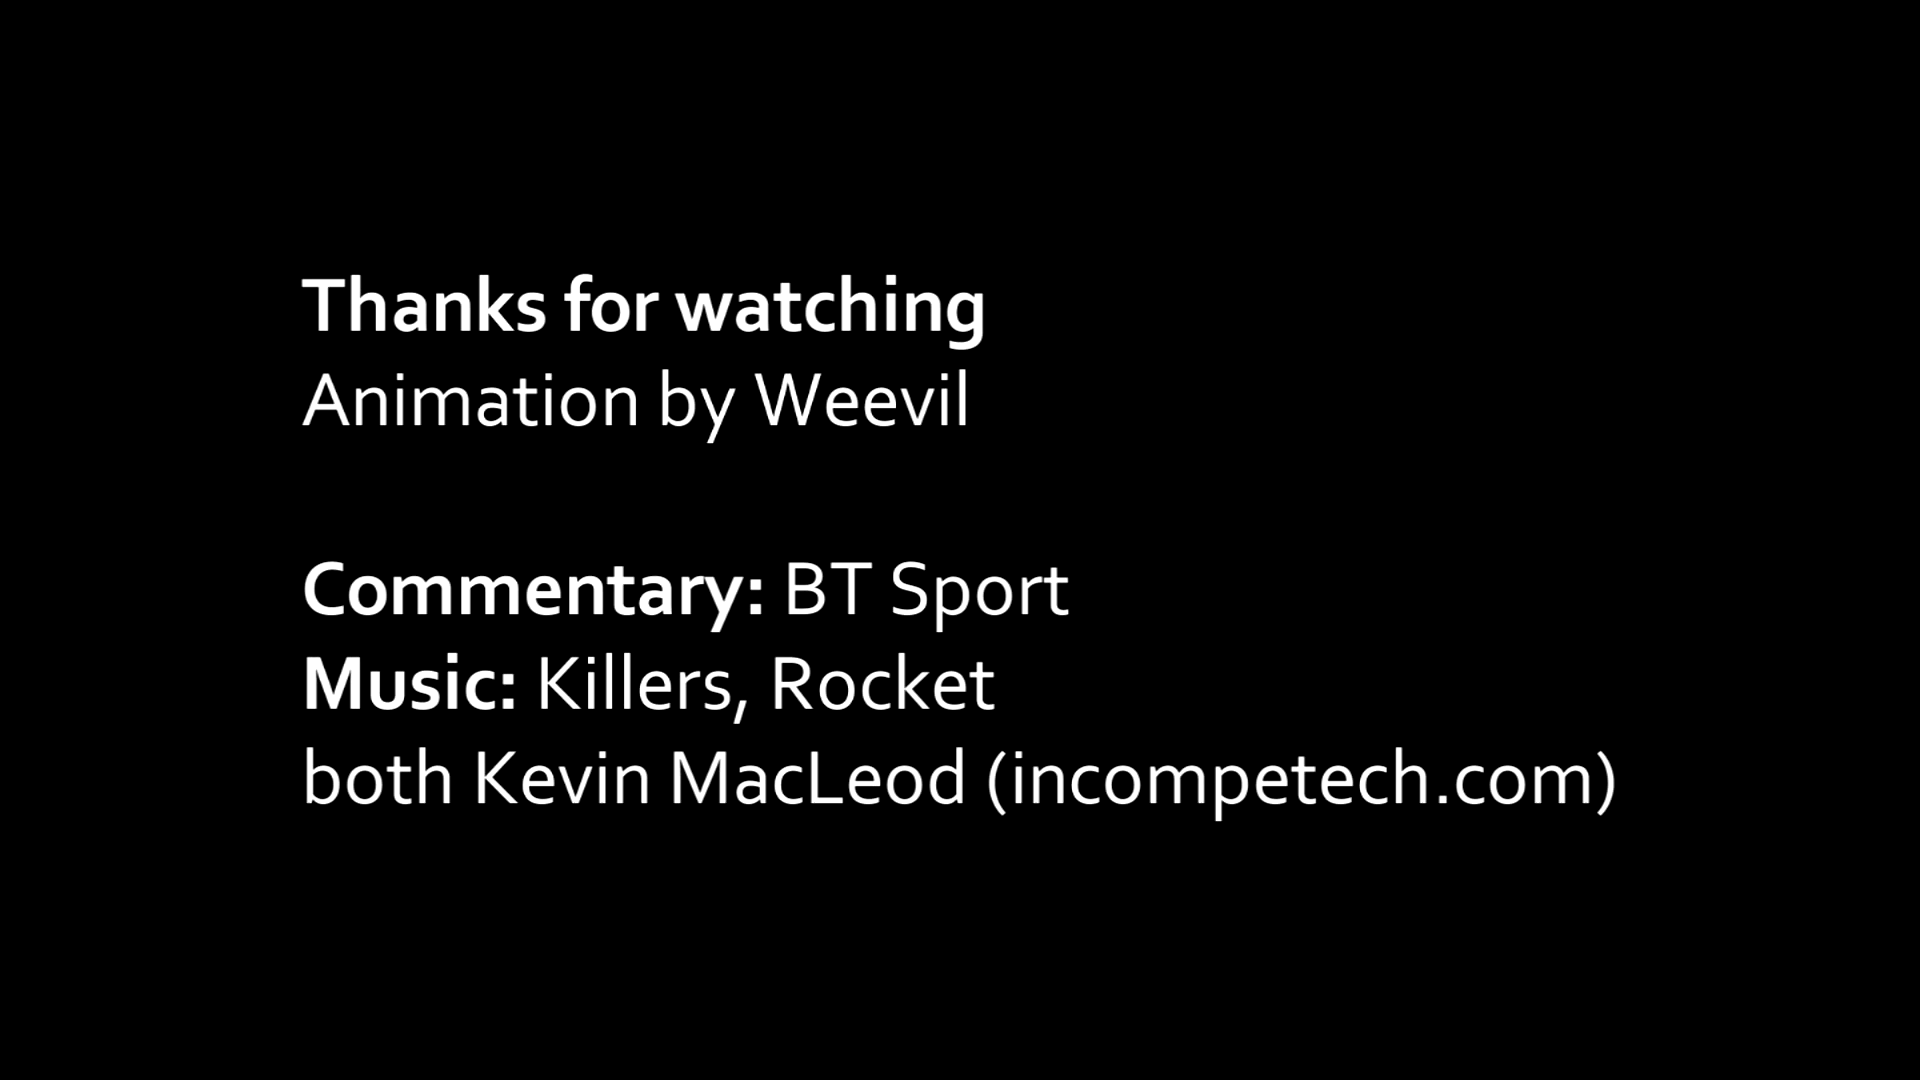 Thanks for watching
Animation by Weevil
Commentary: BT Sport
Music: Killers, Rocket
both Kevin MacLeod (incompetech.com)